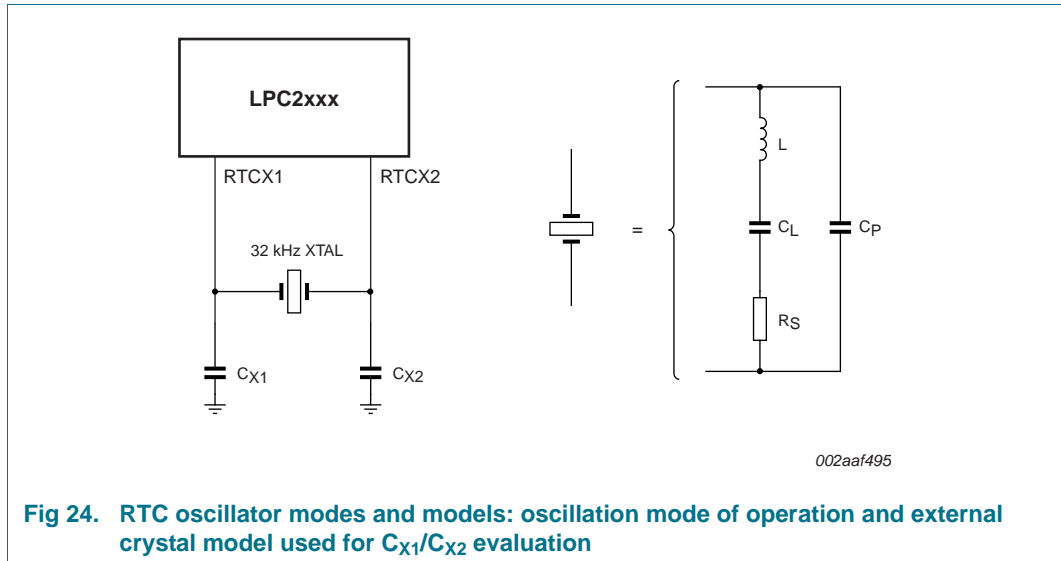 LPC2xxx
RTCX1 RTCX2
32 kHz XTAL
CX1 CX2
=
L
CL CP
RS
002aaf495
Fig 24. RTC oscillator modes and models: oscillation mode of operation and external
crystal model used for CX1/CX2 evaluation